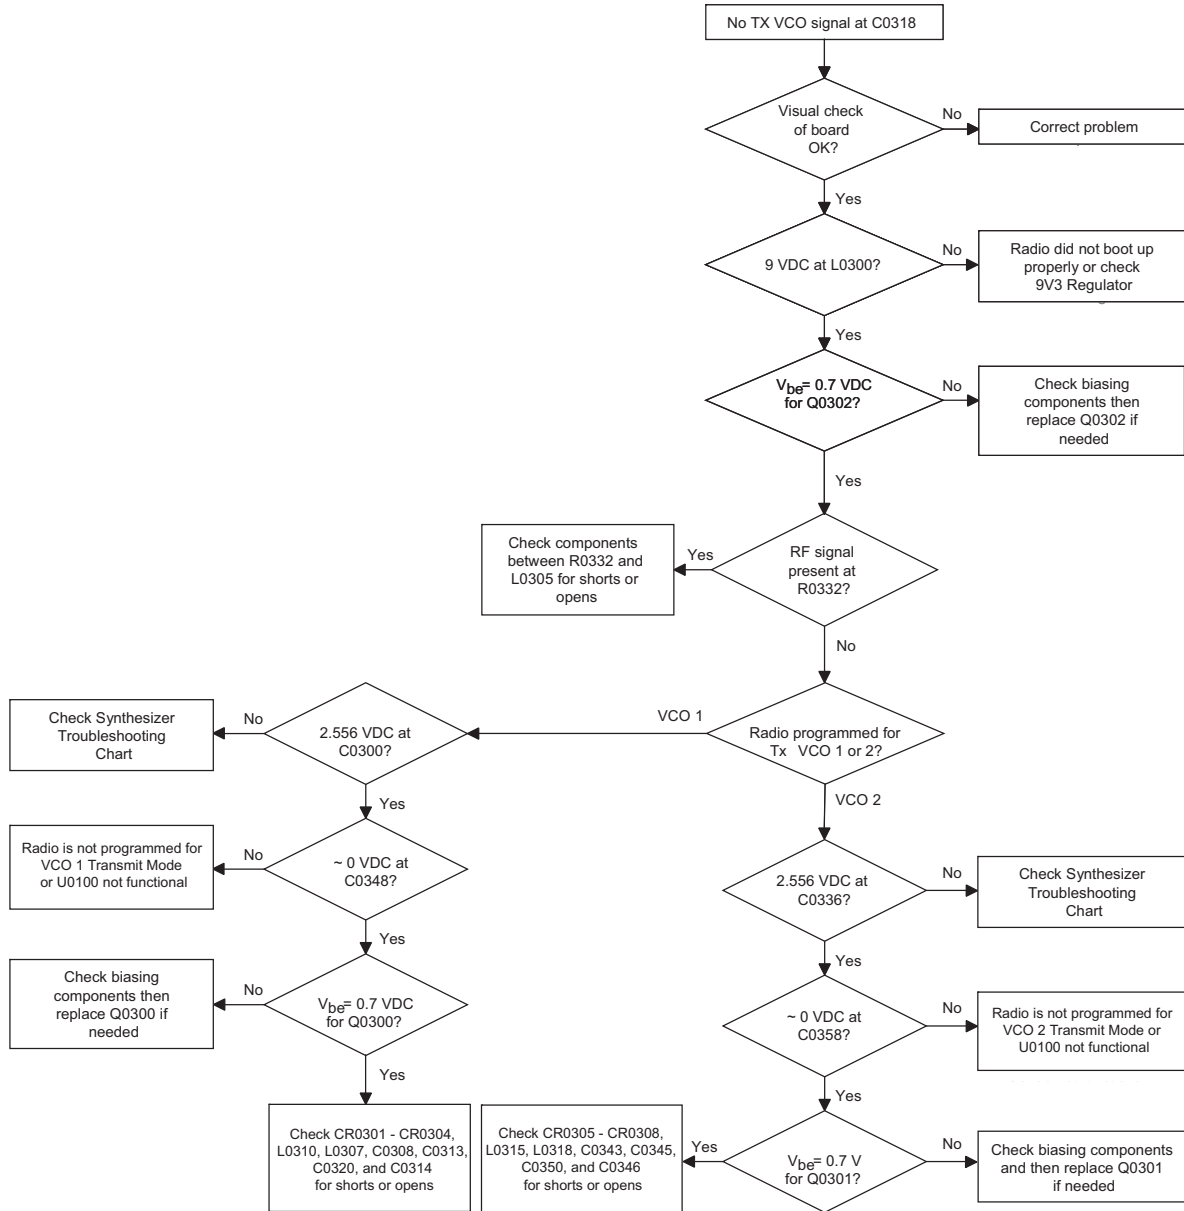 No TX VCO signal at C0318
Visual check
of board
OK?
No
Correct problem
Yes
9 VDC at L0300?
No
Radio did not boot up
properly or check
9V3 Regulator
Yes
Vbe= 0.7 VDC
for Q0302?
No
Check biasing
components then
replace Q0302 if
needed
Yes
RF signal
present at
R0332?
Yes
Check components
between R0332 and
L0305 for shorts or
opens
No
Radio programmed for
Tx VCO 1 or 2?
VCO 1
2.556 VDC at
C0300?
No
Check Synthesizer
Troubleshooting
Chart
Yes
~ 0 VDC at
C0348?
No
Radio is not programmed for
VCO 1 Transmit Mode
or U0100 not functional
Yes
Vbe= 0.7 VDC
for Q0300?
No
Check biasing
components then
replace Q0300 if
needed
Yes
Check CR0301 - CR0304,
L0310, L0307, C0308, C0313,
C0320, and C0314
for shorts or opens
VCO 2
2.556 VDC at
C0336?
No
Check Synthesizer
Troubleshooting
Chart
Yes
~ 0 VDC at
C0358?
No
Radio is not programmed for
VCO 2 Transmit Mode or
U0100 not functional
Yes
Vbe= 0.7 V
for Q0301?
Yes
Check CR0305 - CR0308,
L0315, L0318, C0343, C0345,
C0350, and C0346
for shorts or opens
No
Check biasing components
and then replace Q0301
if needed